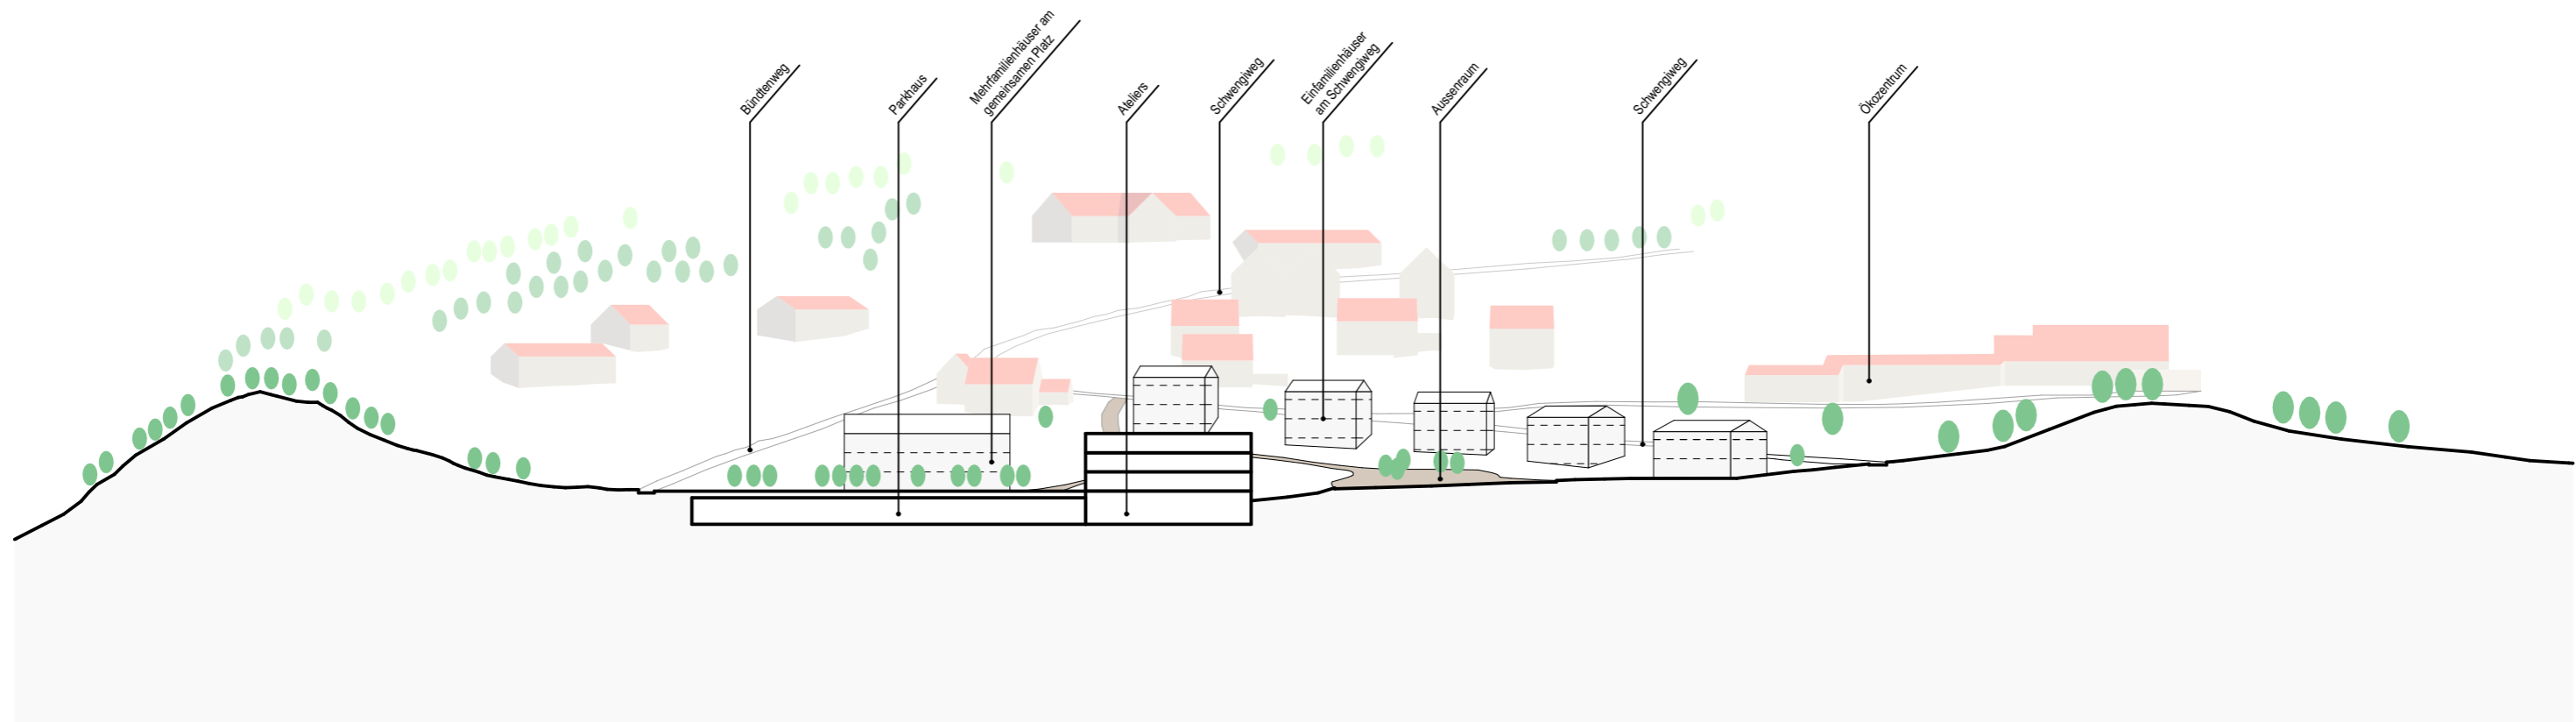 Bündtenweg
Parkhaus
Mehrfamilienhäuser am
gemeinsamen Platz
Ateliers
Schwengiweg
Einfamilienhäuser
am Schwengiweg
Aussenraum
Schwengiweg
Ökozentrum